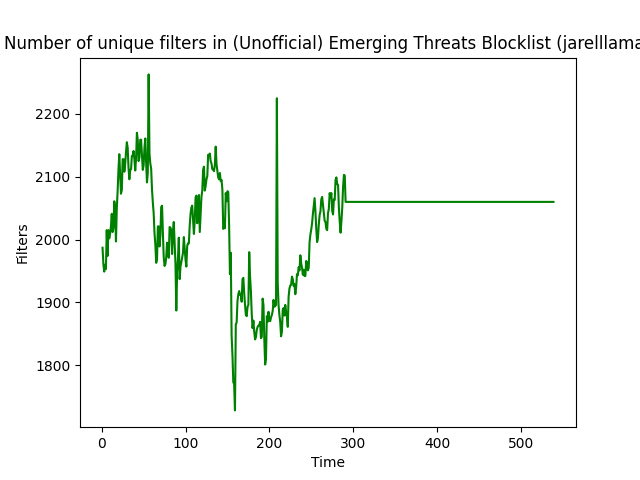 Number of unique filters in (Unofficial) Emerging Threats Blocklist (jarelllama
Filters
2200
2100
2000
1900
1800
0 100 200 300 400 500
Time